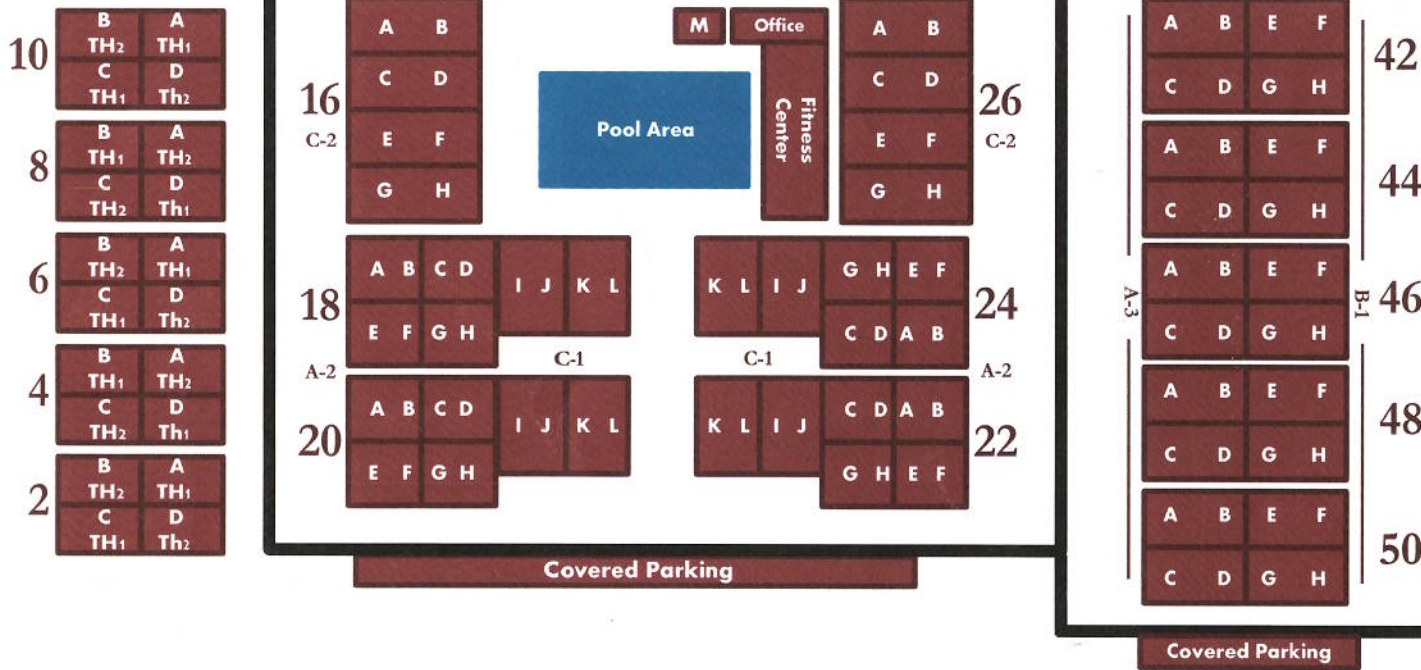 10
B A
TH2 TH1
C D
TH1 Th2
8
B A
TH1 TH2
C D
TH2 Th1
6
B A
TH2 TH1
C D
TH1 Th2
4
B A
TH1 TH2
C D
TH2 Th1
2
B A
TH2 TH1
C D
TH1 Th2
16
C-2
A B
C D
E F
G H
M
Office
Pool Area
Fitness
Center
A B
C D
E F
G H
26
C-2
18
A B C D
E F G H
I J K L
K L I J
G H E F
C D A B
24
A-2
C-1
C-1
A-2
20
A B C D
E F G H
I J K L
K L I J
C D A B
G H E F
22
Covered Parking
A B E F
C D G H
42
A B E F
C D G H
44
A-3
A B E F
C D G H
B-1
46
A B E F
C D G H
48
A B E F
C D G H
50
Covered Parking